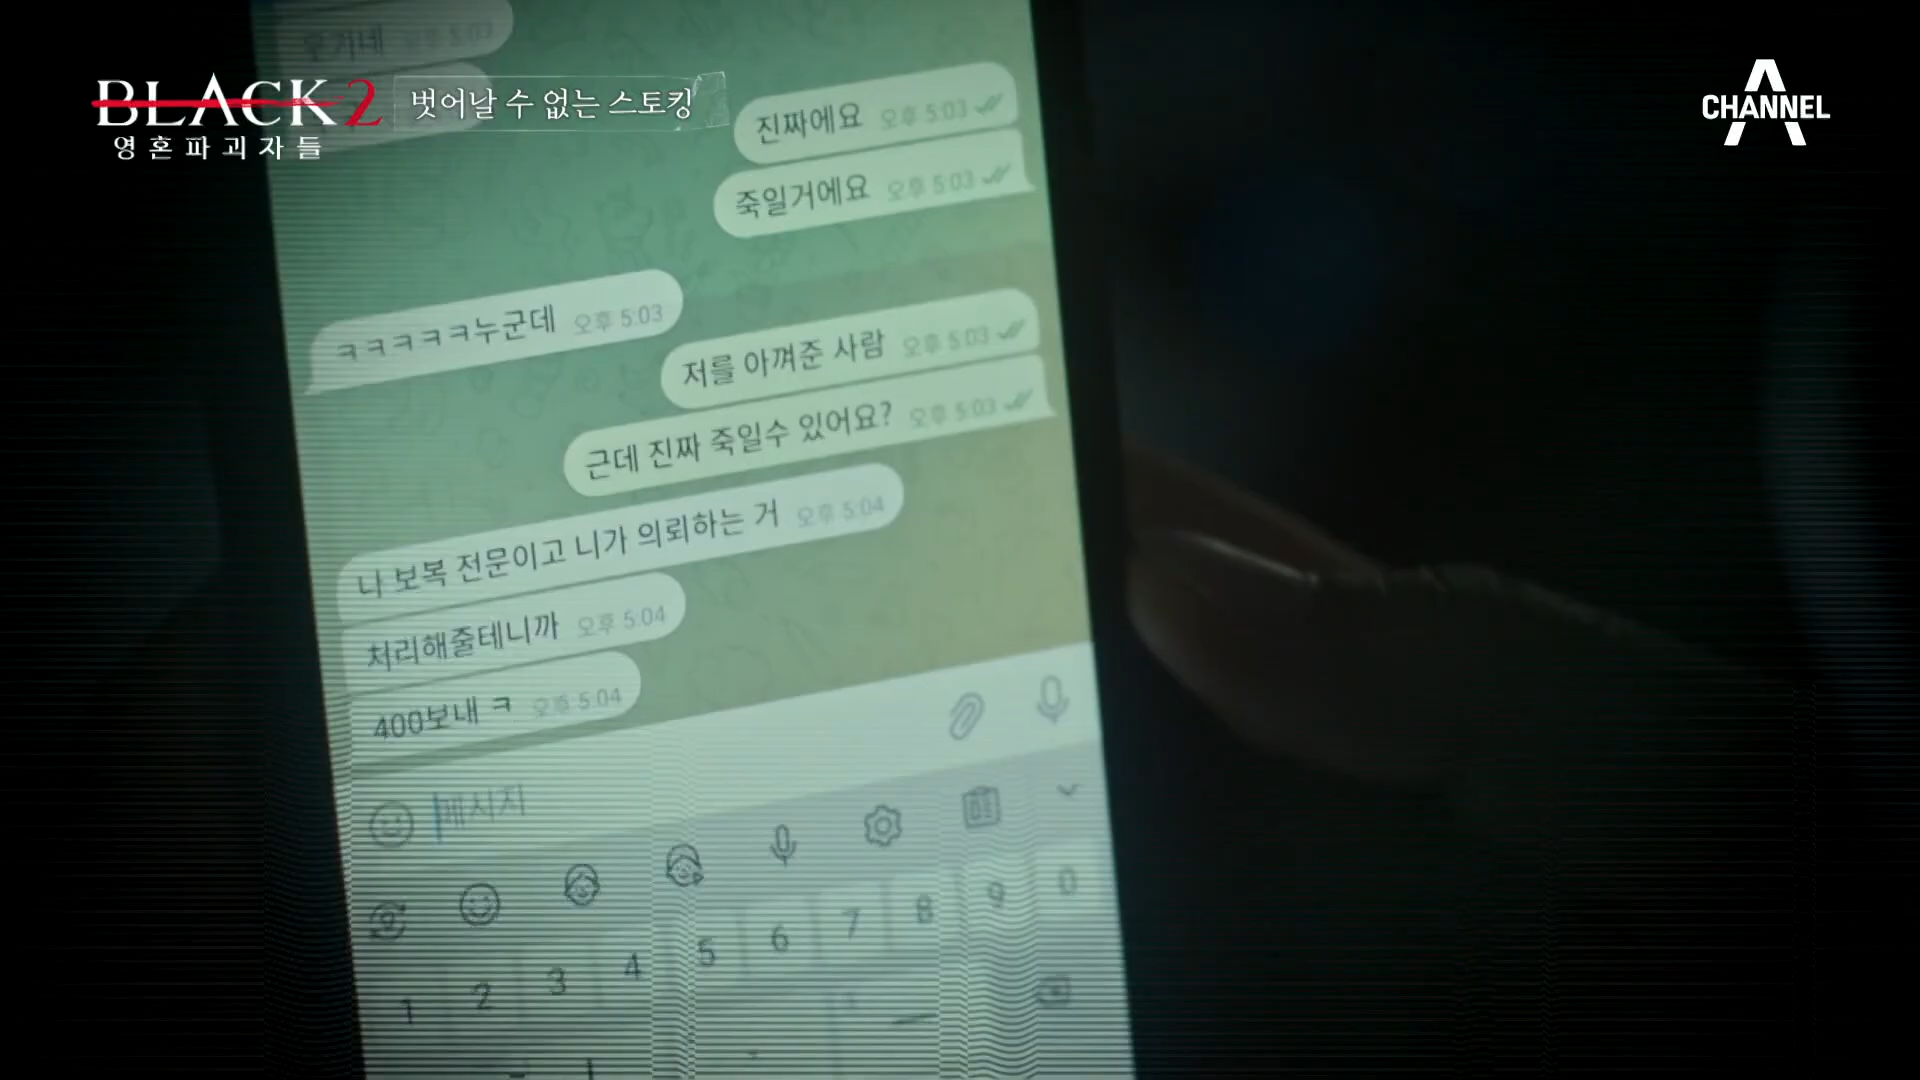 BLACK2
영혼파괴자들
벗어날 수 없는 스토킹
CHANNEL A
오후 5:03
진짜에요 오후 5:03
죽일거에요 오후 5:03
ㅋㅋㅋㅋㅋ누군데 오후 5:03
저를 아껴준 사람 오후 5:03
근데 진짜 죽일수 있어요? 오후 5:03
나 보복 전문이고 니가 의뢰하는 거 오후 5:04
처리해줄테니까 오후 5:04
400보내 ㅋ 오후 5:04
메시지
1 2 3 4 5 6 7 8 9 0